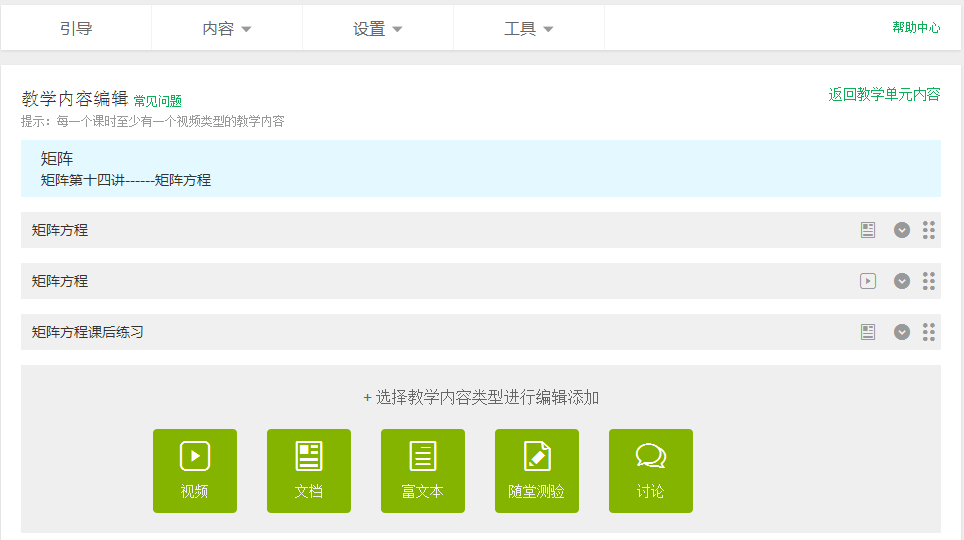 引导 内容 设置 工具 帮助中心
教学内容编辑 常见问题 返回教学单元内容
提示：每一个课时至少有一个视频类型的教学内容
矩阵
矩阵第十四讲------矩阵方程
矩阵方程
矩阵方程
矩阵方程课后练习
+ 选择教学内容类型进行编辑添加
视频 文档 富文本 随堂测验 讨论